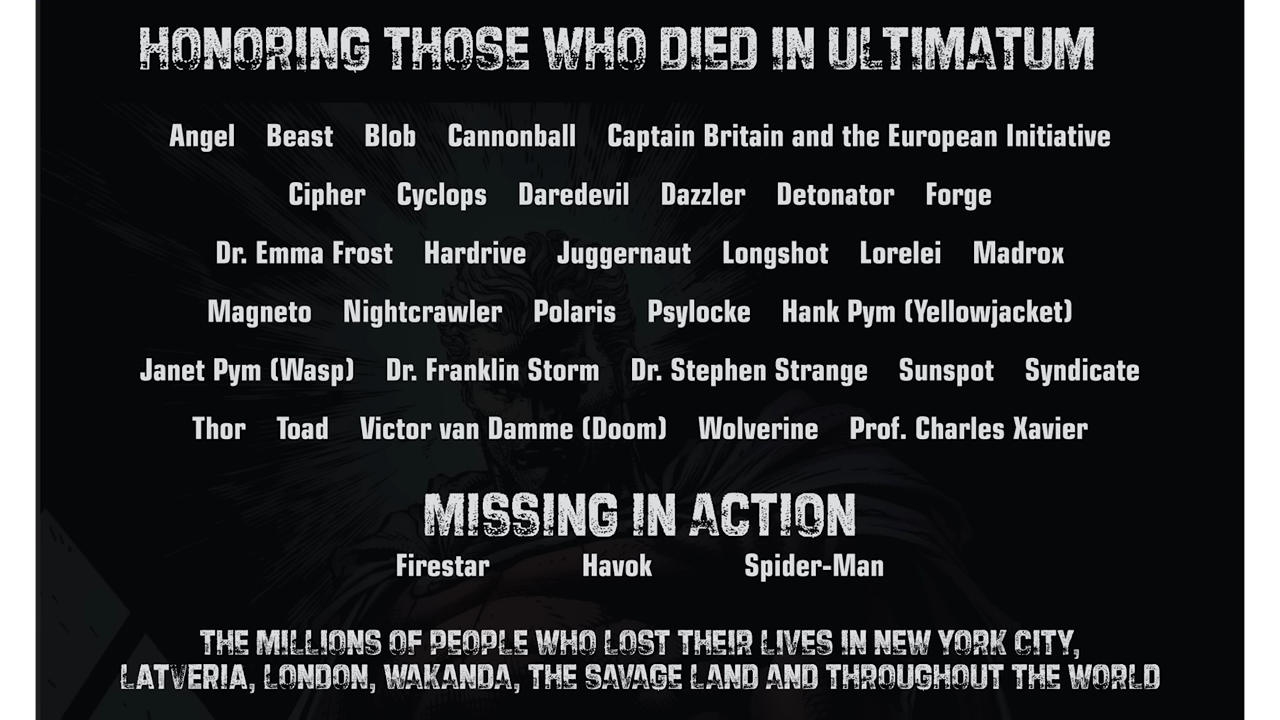 HONORING THOSE WHO DIED IN ULTIMATUM
Angel Beast Blob Cannonball Captain Britain and the European Initiative
Cipher Cyclops Daredevil Dazzler Detonator Forge
Dr. Emma Frost Hardrive Juggernaut Longshot Lorelei Madrox
Magneto Nightcrawler Polaris Psylocke Hank Pym (Yellowjacket)
Janet Pym (Wasp) Dr. Franklin Storm Dr. Stephen Strange Sunspot Syndicate
Thor Toad Victor van Damme (Doom) Wolverine Prof. Charles Xavier
MISSING IN ACTION
Firestar Havok Spider-Man
THE MILLIONS OF PEOPLE WHO LOST THEIR LIVES IN NEW YORK CITY,
LATVERIA, LONDON, WAKANDA, THE SAVAGE LAND AND THROUGHOUT THE WORLD